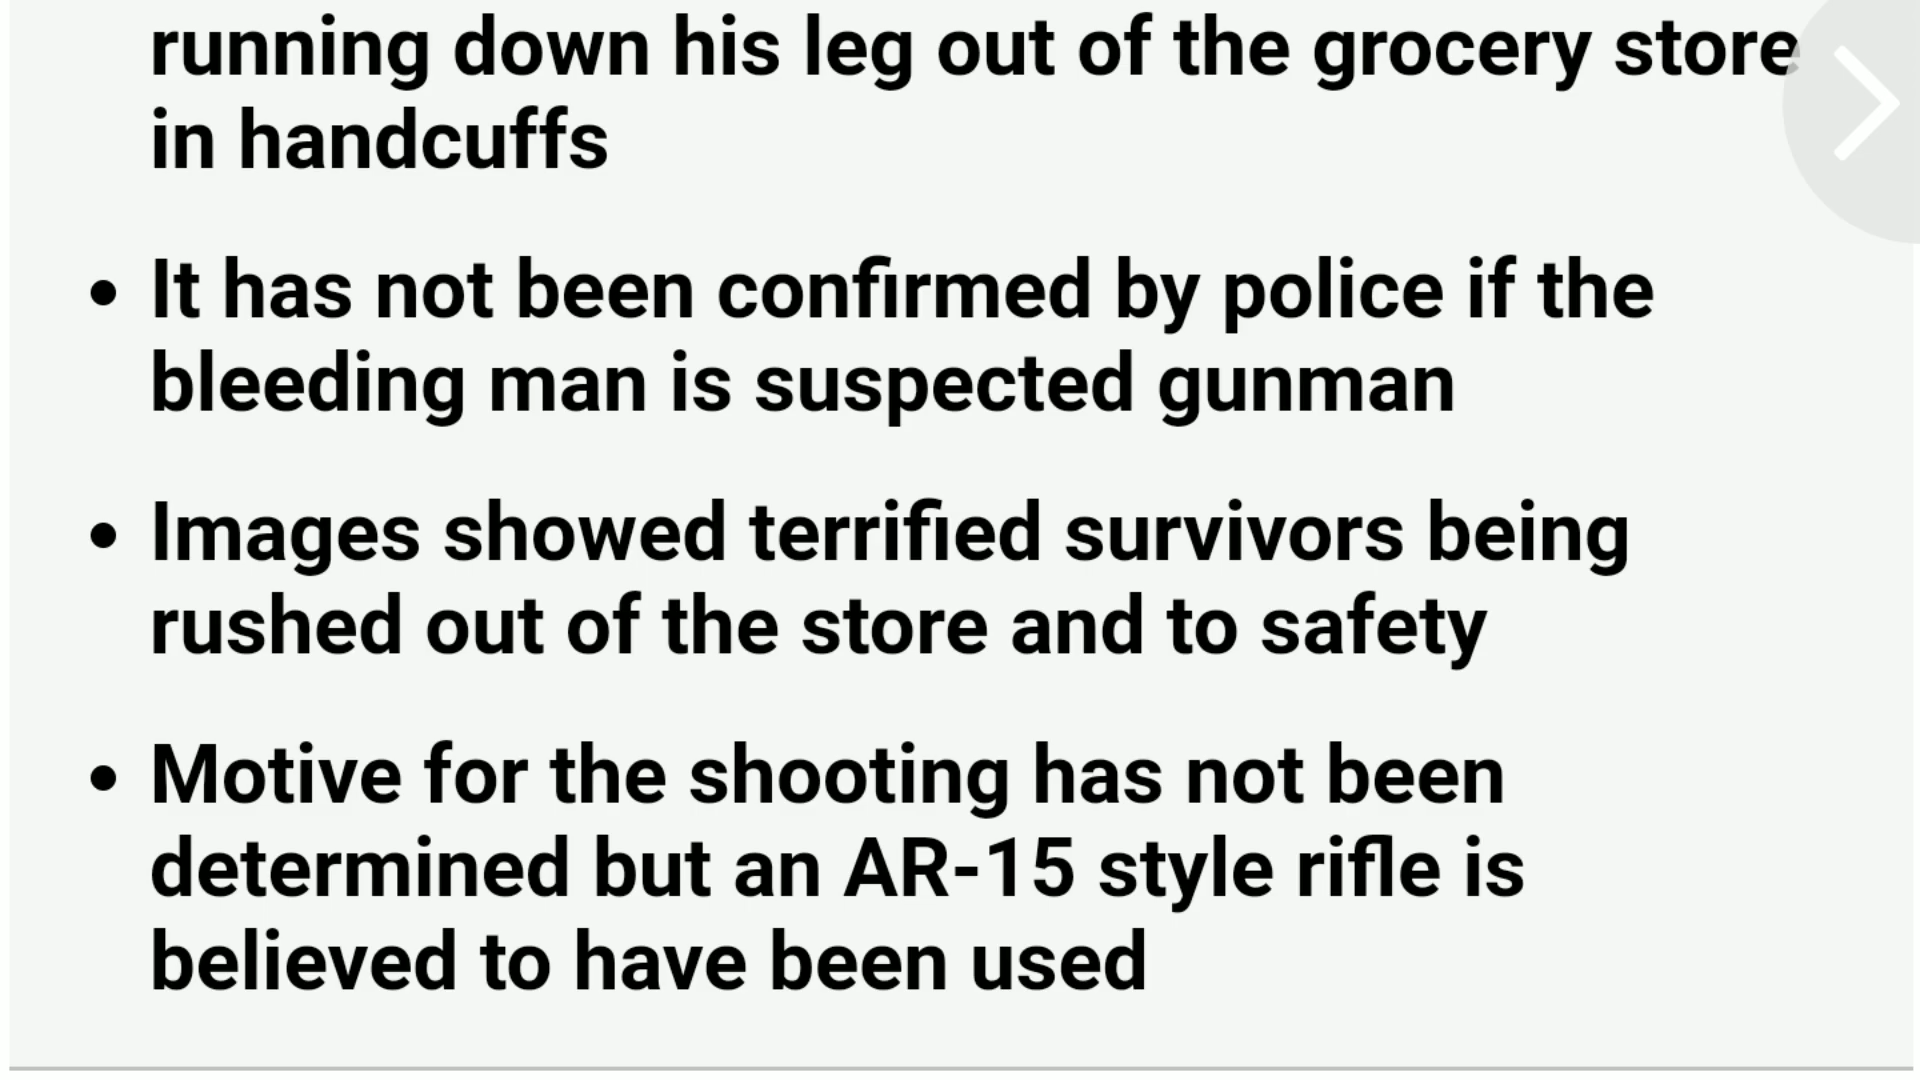 running down his leg out of the grocery store
in handcuffs
• It has not been confirmed by police if the
bleeding man is suspected gunman
• Images showed terrified survivors being
rushed out of the store and to safety
• Motive for the shooting has not been
determined but an AR-15 style rifle is
believed to have been used